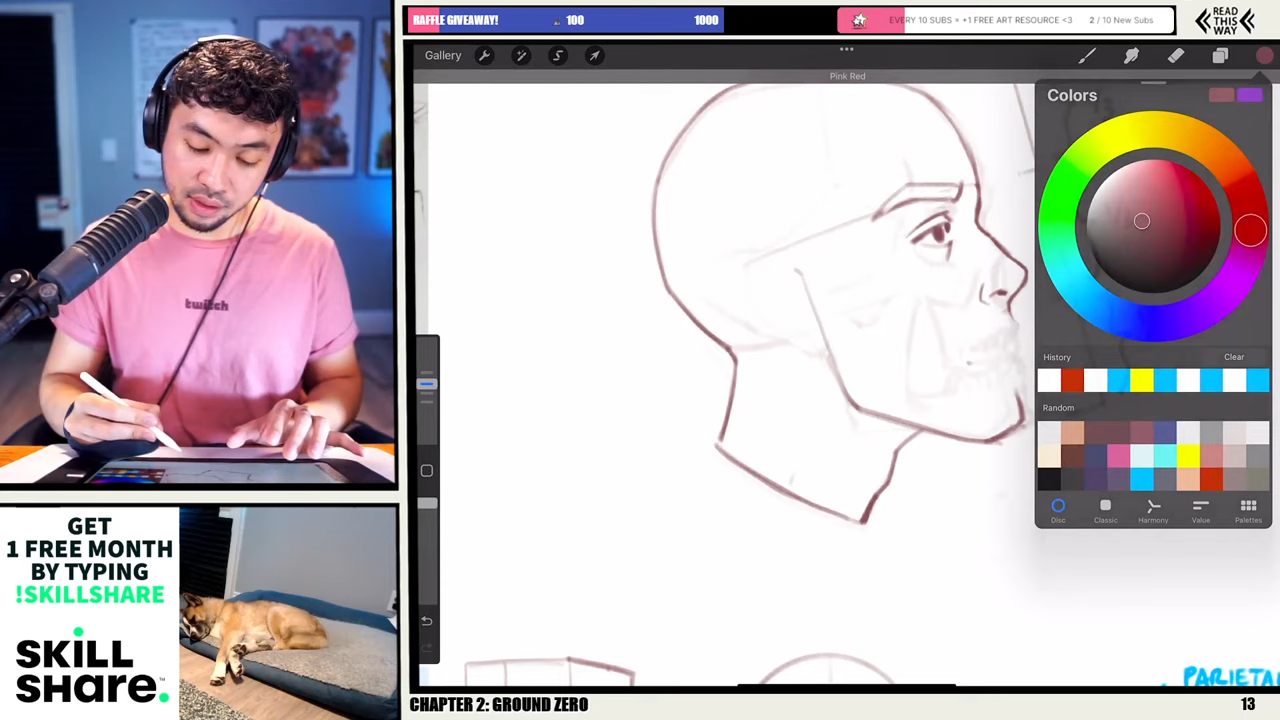 RAFFLE GIVEAWAY!
100
1000
EVERY 10 SUBS = +1 FREE ART RESOURCE <3
2 / 10 New Subs
READ
THIS
WAY
Gallery
Pink Red
Colors
History
Clear
Random
Disc
Classic
Harmony
Value
Palettes
twitch
GET
1 FREE MONTH
BY TYPING
!SKILLSHARE
SKILL
SHARE.
PARIETA
CHAPTER 2: GROUND ZERO
13